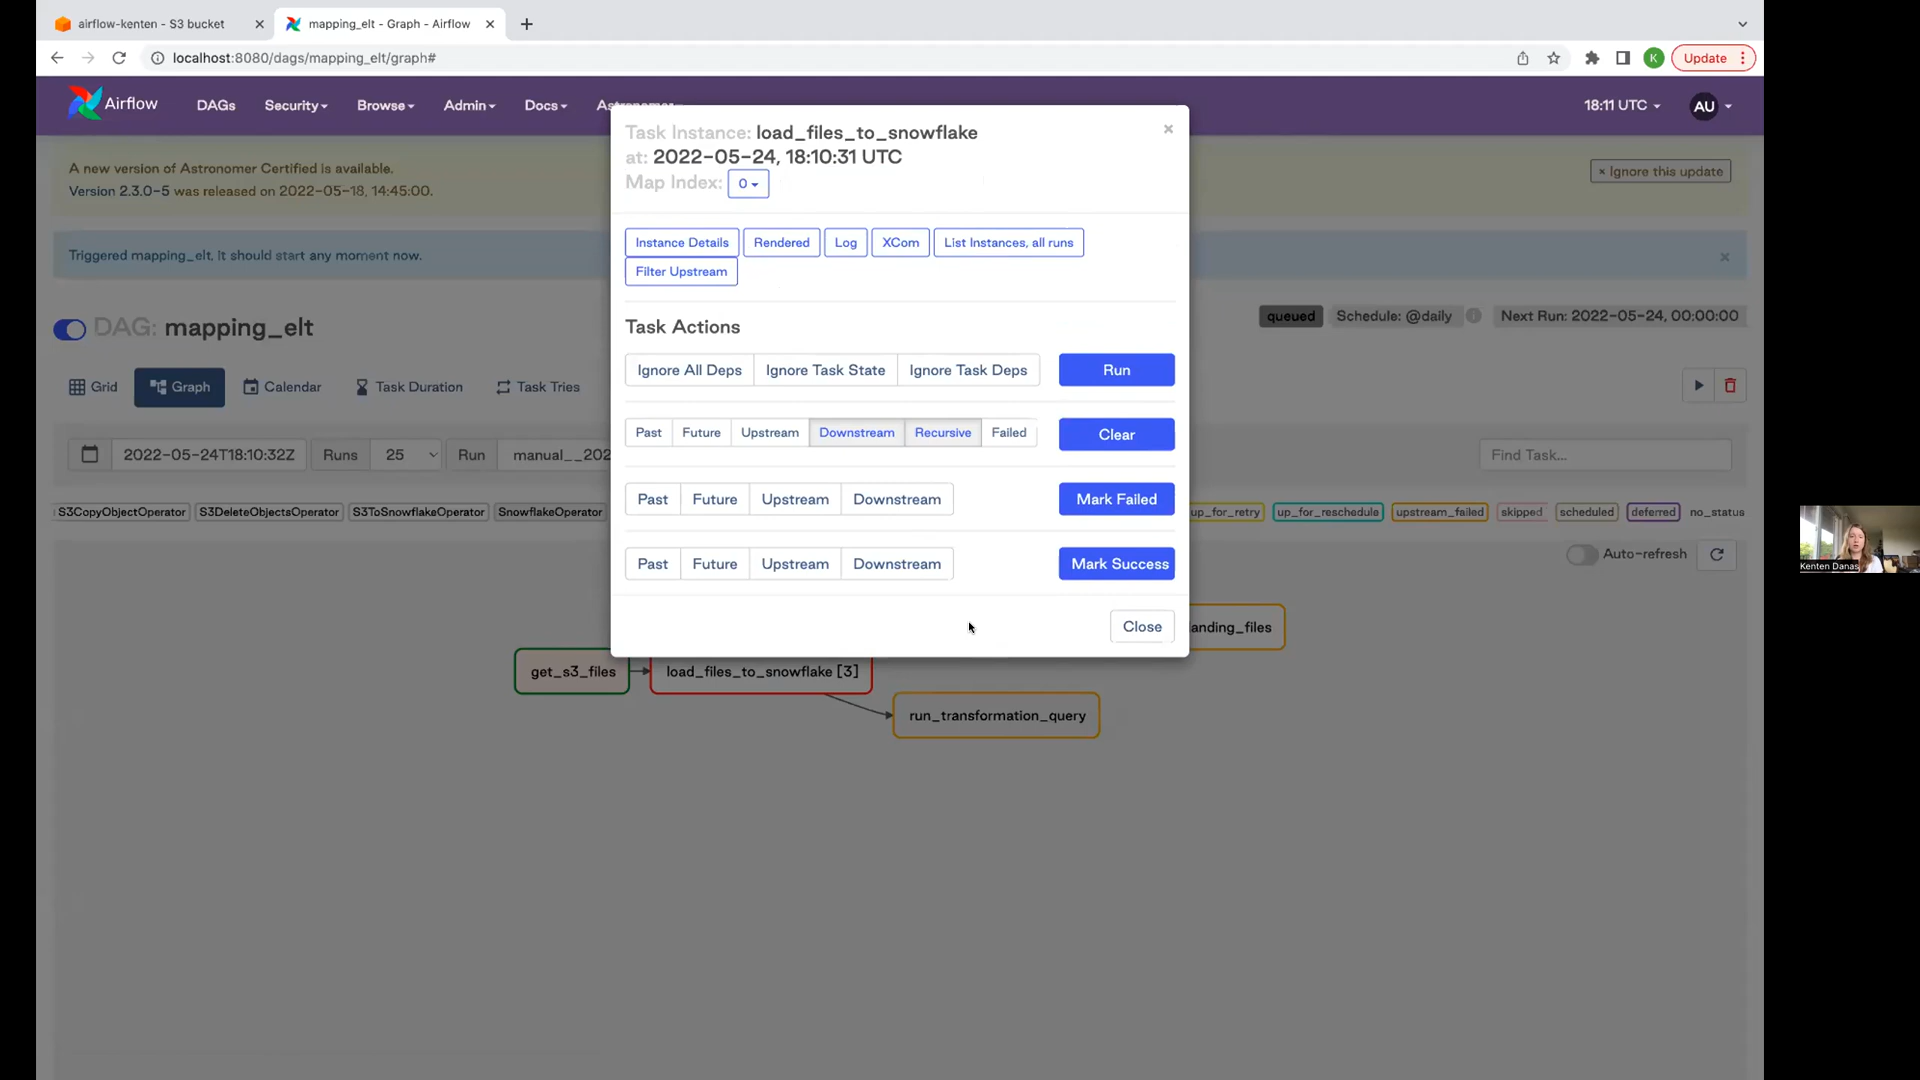 airflow-kenten - S3 bucket
mapping_elt - Graph - Airflow
localhost:8080/dags/mapping_elt/graph#
K
Update
Airflow
DAGs
Security
Browse
Admin
Docs
18:11 UTC
AU
A new version of Astronomer Certified is available.
Version 2.3.0-5 was released on 2022-05-18, 14:45:00.
× Ignore this update
Triggered mapping_elt, it should start any moment now.
DAG: mapping_elt
queued
Schedule: @daily
Next Run: 2022-05-24, 00:00:00
Grid
Graph
Calendar
Task Duration
Task Tries
2022-05-24T18:10:32Z
Runs
25
Run
manual__202
Find Task...
S3CopyObjectOperator
S3DeleteObjectsOperator
S3ToSnowflakeOperator
SnowflakeOperator
up_for_retry
up_for_reschedule
upstream_failed
skipped
scheduled
deferred
no_status
Auto-refresh
Task Instance: load_files_to_snowflake
at: 2022-05-24, 18:10:31 UTC
Map Index: 0
Instance Details
Rendered
Log
XCom
List Instances, all runs
Filter Upstream
Task Actions
Ignore All Deps
Ignore Task State
Ignore Task Deps
Run
Past
Future
Upstream
Downstream
Recursive
Failed
Clear
Past
Future
Upstream
Downstream
Mark Failed
Past
Future
Upstream
Downstream
Mark Success
Close
get_s3_files
load_files_to_snowflake [3]
anding_files
run_transformation_query
Kenten Danas